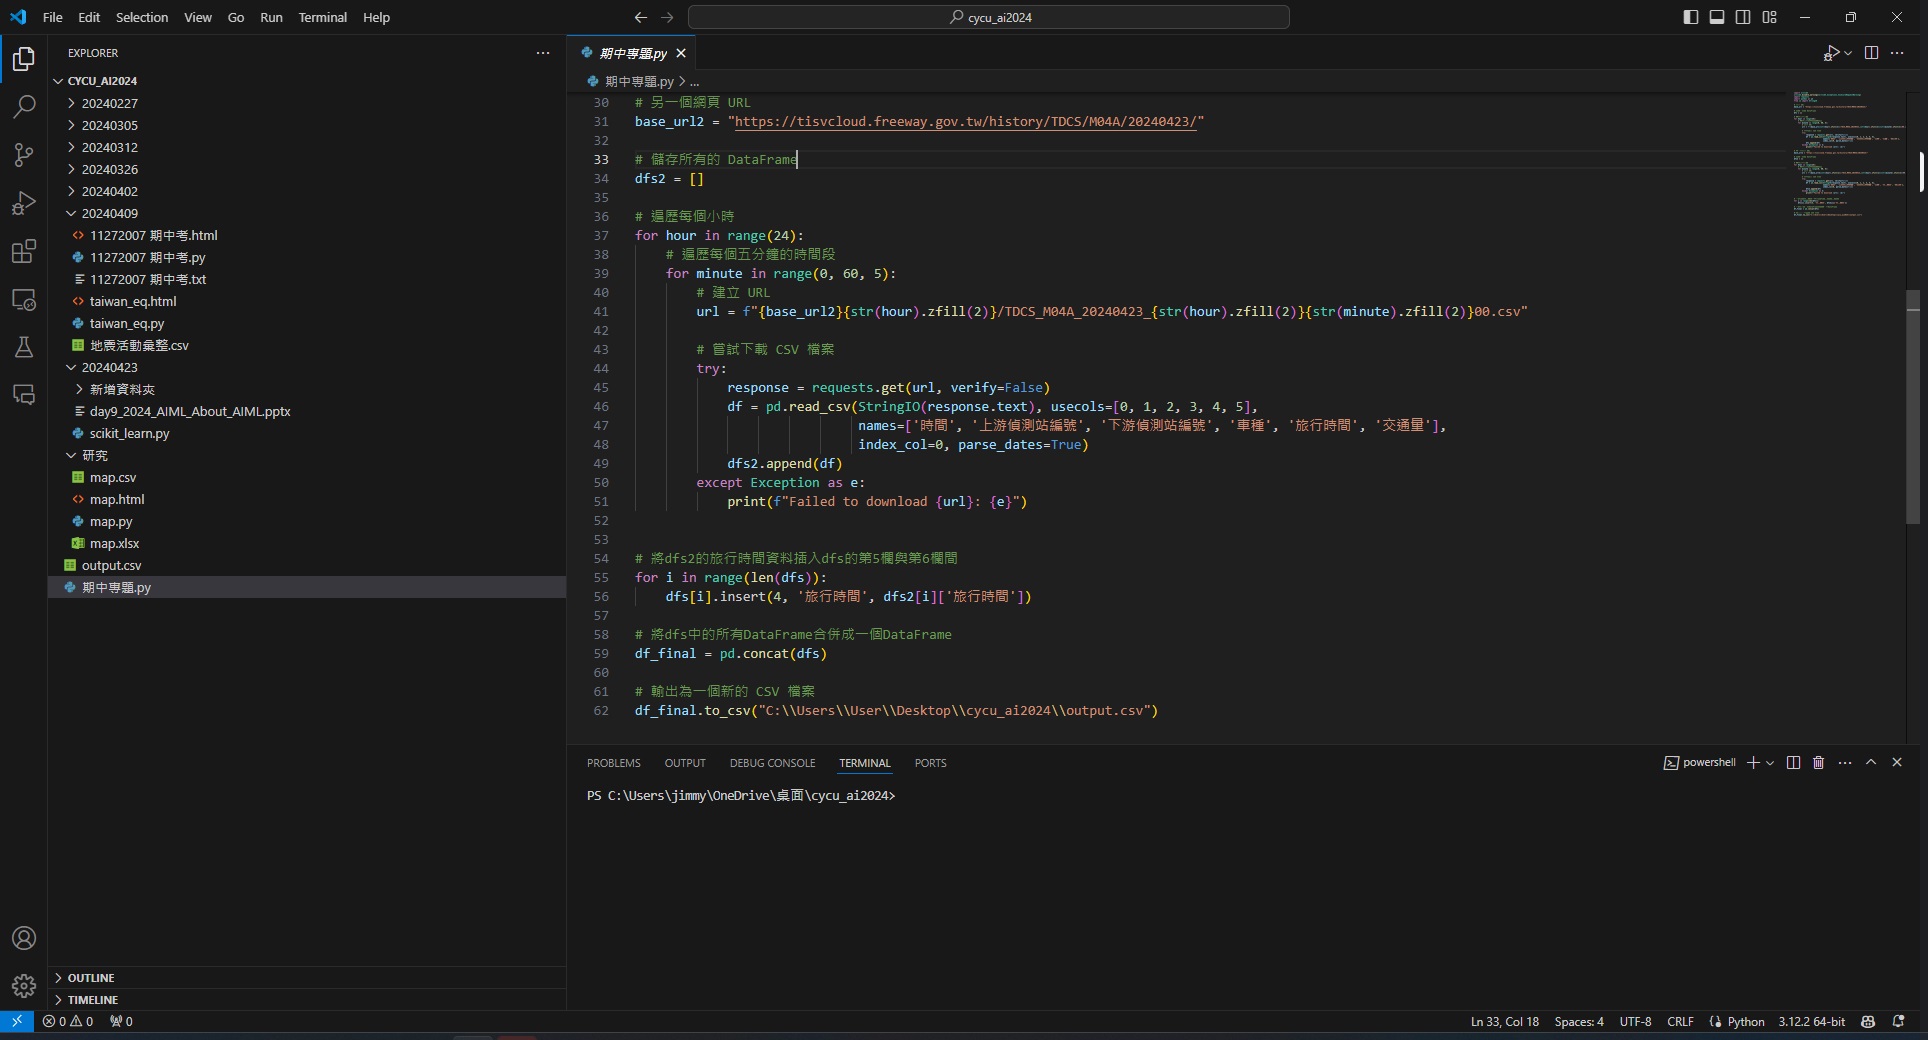 File Edit Selection View Go Run Terminal Help
cycu_ai2024
EXPLORER
CYCU_AI2024
20240227
20240305
20240312
20240326
20240402
20240409
11272007 期中考.html
11272007 期中考.py
11272007 期中考.txt
taiwan_eq.html
taiwan_eq.py
地震活動彙整.csv
20240423
新增資料夾
day9_2024_AIML_About_AIML.pptx
scikit_learn.py
研究
map.csv
map.html
map.py
map.xlsx
output.csv
期中專題.py
OUTLINE
TIMELINE
期中專題.py
期中專題.py > ...
30 # 另一個網頁 URL
31 base_url2 = "https://tisvcloud.freeway.gov.tw/history/TDCS/M04A/20240423/"
32
33 # 儲存所有的 DataFrame
34 dfs2 = []
35
36 # 遍歷每個小時
37 for hour in range(24):
38 # 遍歷每個五分鐘的時間段
39 for minute in range(0, 60, 5):
40 # 建立 URL
41 url = f"{base_url2}{str(hour).zfill(2)}/TDCS_M04A_20240423_{str(hour).zfill(2)}{str(minute).zfill(2)}00.csv"
42
43 # 嘗試下載 CSV 檔案
44 try:
45 response = requests.get(url, verify=False)
46 df = pd.read_csv(StringIO(response.text), usecols=[0, 1, 2, 3, 4, 5],
47 names=['時間', '上游偵測站編號', '下游偵測站編號', '車種', '旅行時間', '交通量'],
48 index_col=0, parse_dates=True)
49 dfs2.append(df)
50 except Exception as e:
51 print(f"Failed to download {url}: {e}")
52
53
54 # 將dfs2的旅行時間資料插入dfs的第5欄與第6欄間
55 for i in range(len(dfs)):
56 dfs[i].insert(4, '旅行時間', dfs2[i]['旅行時間'])
57
58 # 將dfs中的所有DataFrame合併成一個DataFrame
59 df_final = pd.concat(dfs)
60
61 # 輸出為一個新的 CSV 檔案
62 df_final.to_csv("C:\\Users\\User\\Desktop\\cycu_ai2024\\output.csv")
PROBLEMS OUTPUT DEBUG CONSOLE TERMINAL PORTS
powershell
PS C:\Users\jimmy\OneDrive\桌面\cycu_ai2024>
0 0 0
Ln 33, Col 18 Spaces: 4 UTF-8 CRLF Python 3.12.2 64-bit